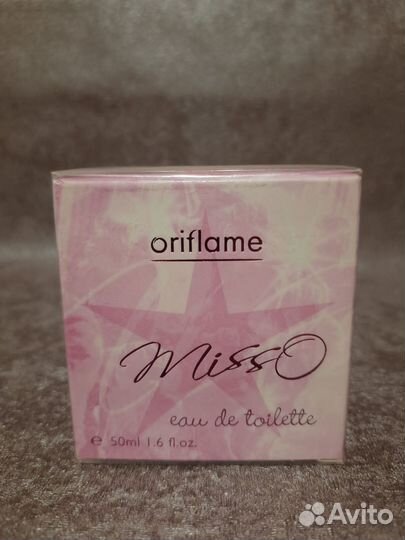 oriflame
MissO
eau de toilette
℮ 50ml 1.6 fl.oz.
Avito